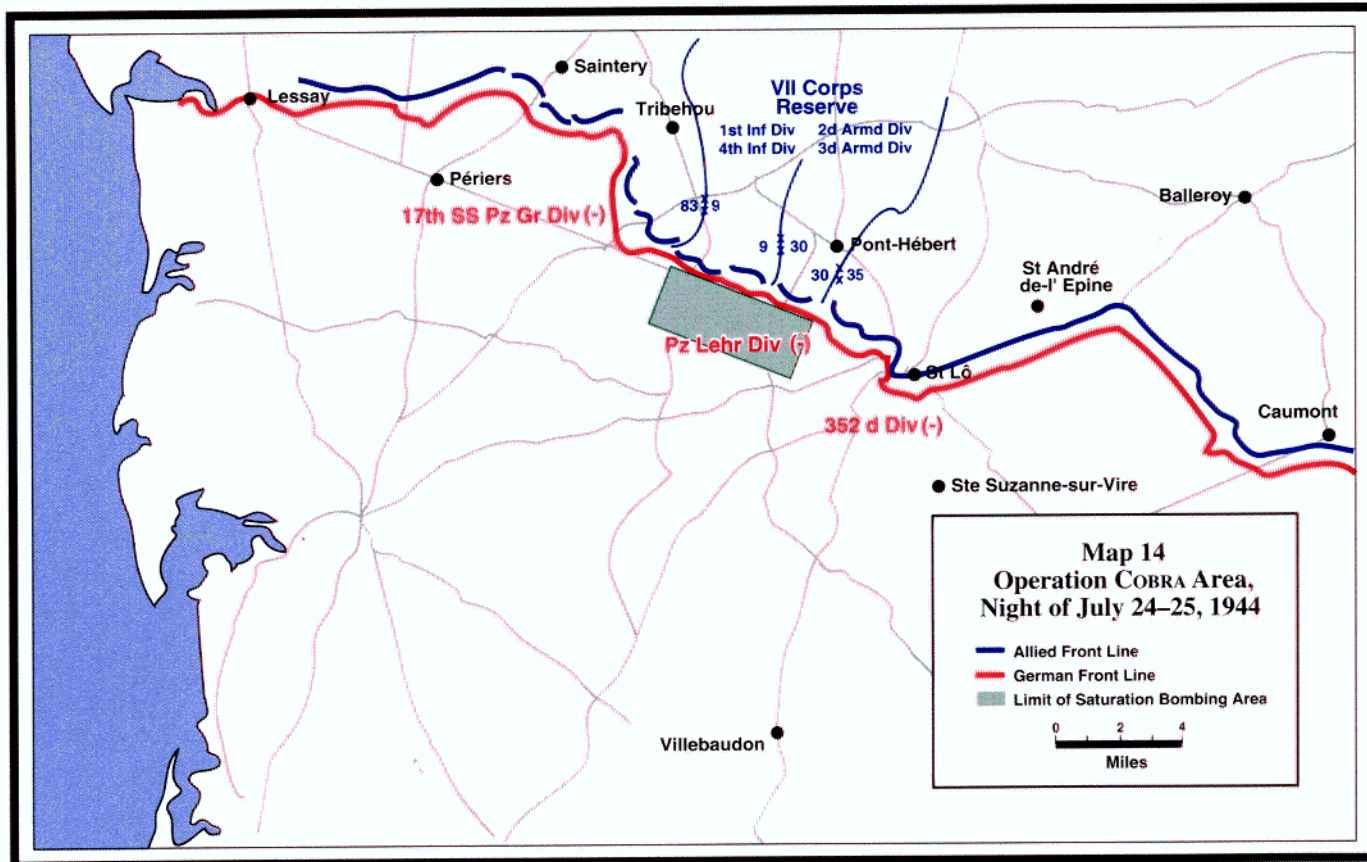 Saintery
Lessay
Tribehou
VII Corps
Reserve
1st Inf Div 2d Armd Div
4th Inf Div 3d Armd Div
Périers
Balleroy
83 9
17th SS Pz Gr Div (-)
9 30
Pont-Hébert
30 35
St André
de-l' Epine
Pz Lehr Div (-)
St Lô
Caumont
352 d Div (-)
Ste Suzanne-sur-Vire
Villebaudon
Map 14
Operation COBRA Area,
Night of July 24–25, 1944
Allied Front Line
German Front Line
Limit of Saturation Bombing Area
0 2 4
Miles